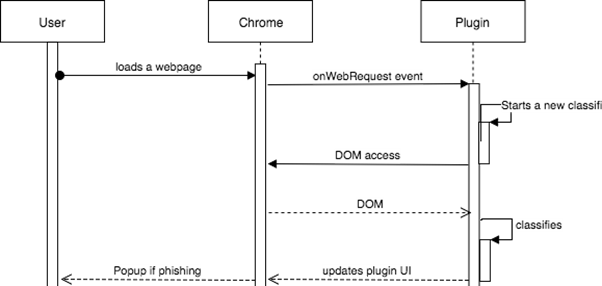 User
Chrome
Plugin
loads a webpage
onWebRequest event
Starts a new classifi
DOM access
DOM
classifies
Popup if phishing
updates plugin UI